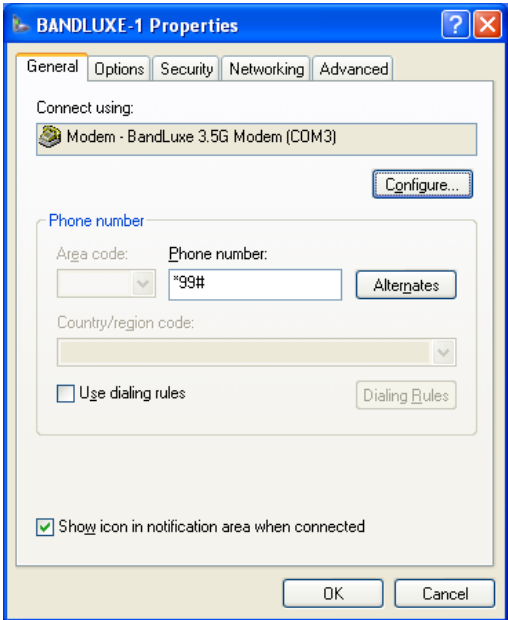 BANDLUXE-1 Properties
General Options Security Networking Advanced
Connect using:
Modem - BandLuxe 3.5G Modem (COM3)
Configure...
Phone number
Area code: Phone number:
*99# Alternates
Country/region code:
Use dialing rules Dialing Rules
Show icon in notification area when connected
OK Cancel